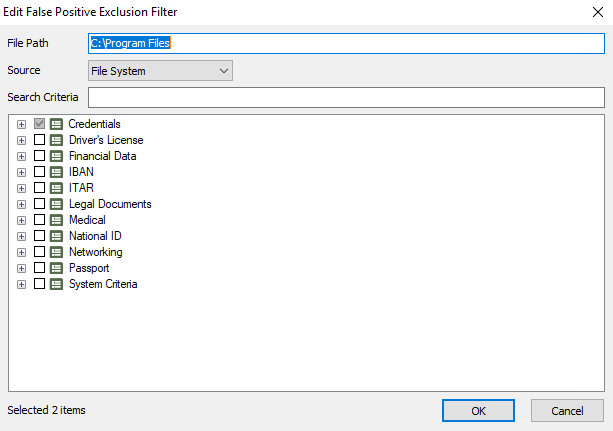 Edit False Positive Exclusion Filter
File Path C:\Program Files
Source File System
Search Criteria
Credentials
Driver's License
Financial Data
IBAN
ITAR
Legal Documents
Medical
National ID
Networking
Passport
System Criteria
Selected 2 items OK Cancel